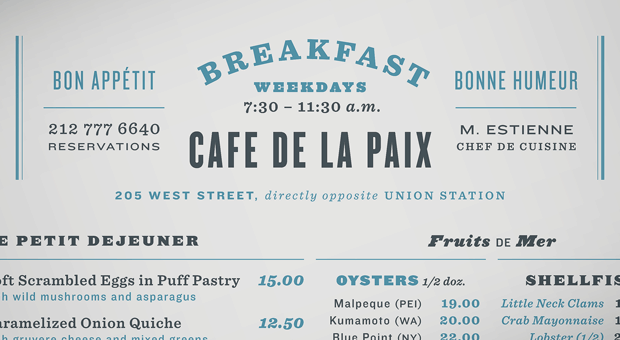 BREAKFAST
WEEKDAYS
7:30 – 11:30 a.m.
BON APPÉTIT
212 777 6640
RESERVATIONS
BONNE HUMEUR
M. ESTIENNE
CHEF DE CUISINE
CAFE DE LA PAIX
205 WEST STREET, directly opposite UNION STATION
E PETIT DEJEUNER
oft Scrambled Eggs in Puff Pastry 15.00
h wild mushrooms and asparagus
aramelized Onion Quiche 12.50
h gruyere cheese and mixed greens
Fruits DE Mer
OYSTERS 1/2 doz.
Malpeque (PEI) 19.00
Kumamoto (WA) 20.00
Blue Point (NY) 22.00
SHELLFIS
Little Neck Clams 1
Crab Mayonnaise 1
Lobster (1/2)